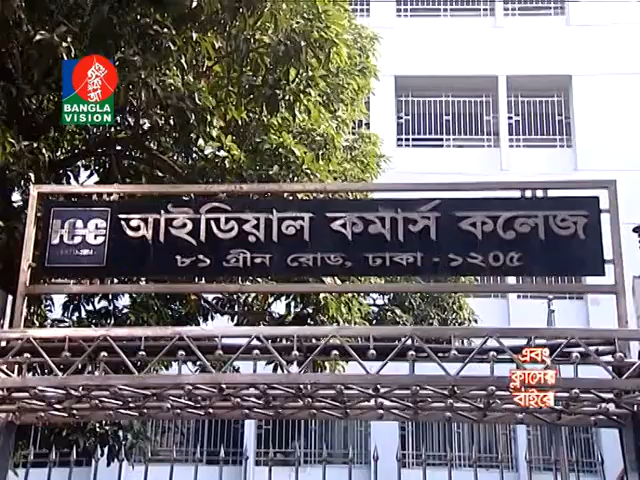 BANGLA
VISION
ICC
আইডিয়াল কমার্স কলেজ
৮১ গ্রীন রোড, ঢাকা - ১২০৫
এবং
ক্লাসের
বাইরে